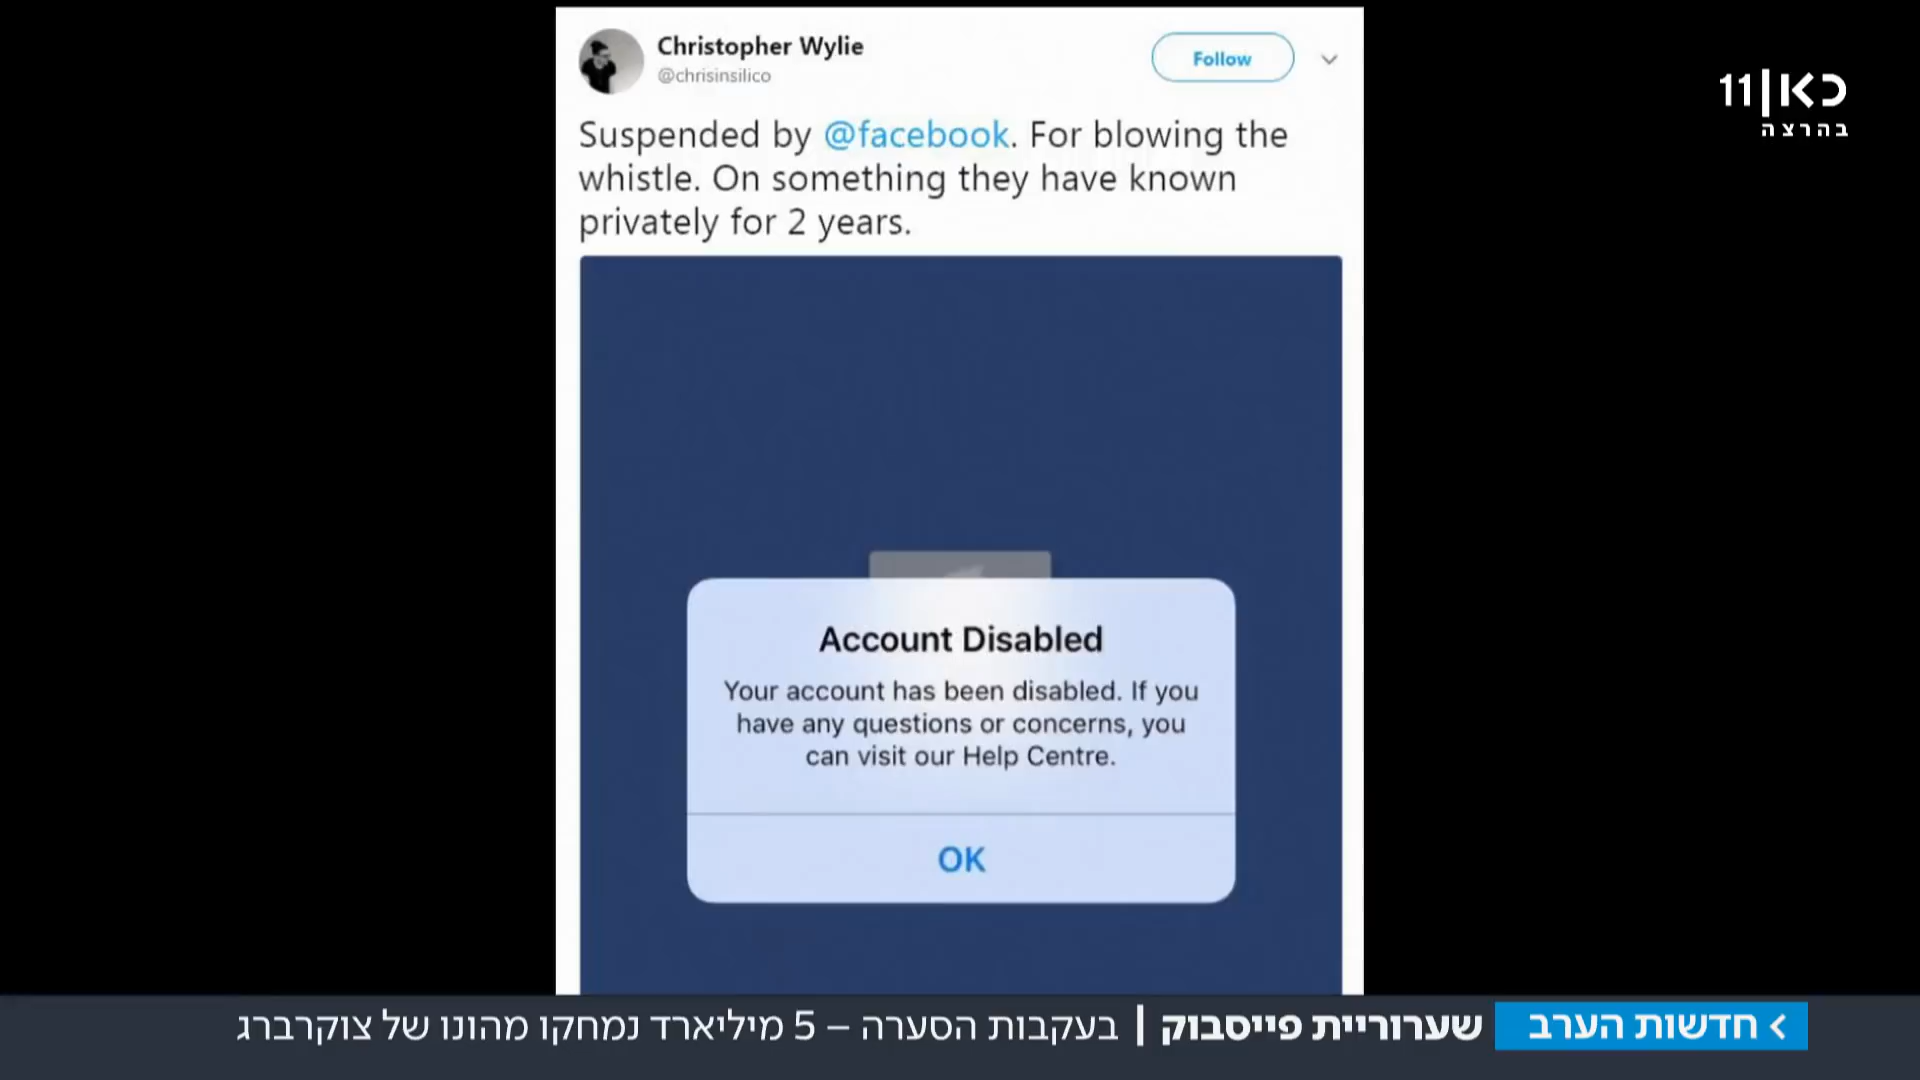 Christopher Wylie
@chrisinsilico
Follow
כאן 11
בהרצה
Suspended by @facebook. For blowing the
whistle. On something they have known
privately for 2 years.
Account Disabled
Your account has been disabled. If you
have any questions or concerns, you
can visit our Help Centre.
OK
חדשות הערב
שערוריית פייסבוק | בעקבות הסערה – 5 מיליארד נמחקו מהונו של צוקרברג